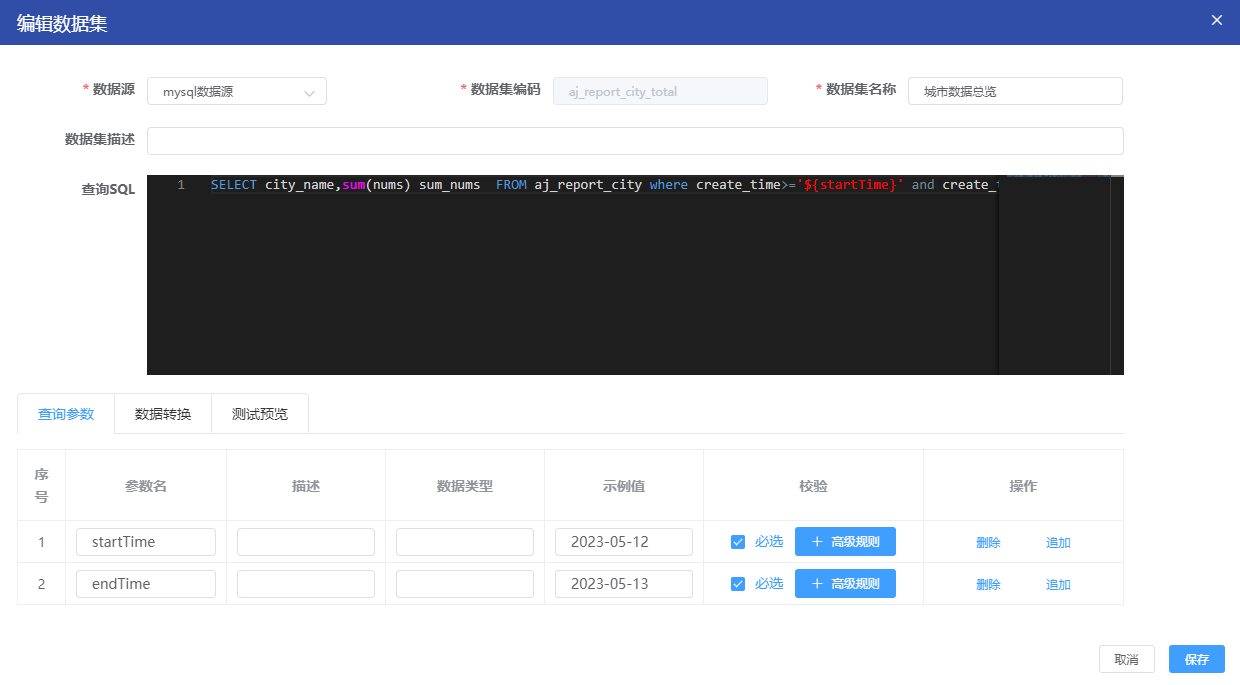 编辑数据集
* 数据源 mysql数据源 * 数据集编码 aj_report_city_total * 数据集名称 城市数据总览
数据集描述
查询SQL 1 SELECT city_name,sum(nums) sum_nums  FROM aj_report_city where create_time>='${startTime}' and create_
查询参数 数据转换 测试预览
序号 参数名 描述 数据类型 示例值 校验 操作
1 startTime 2023-05-12 必选 + 高级规则 删除 追加
2 endTime 2023-05-13 必选 + 高级规则 删除 追加
取消 保存